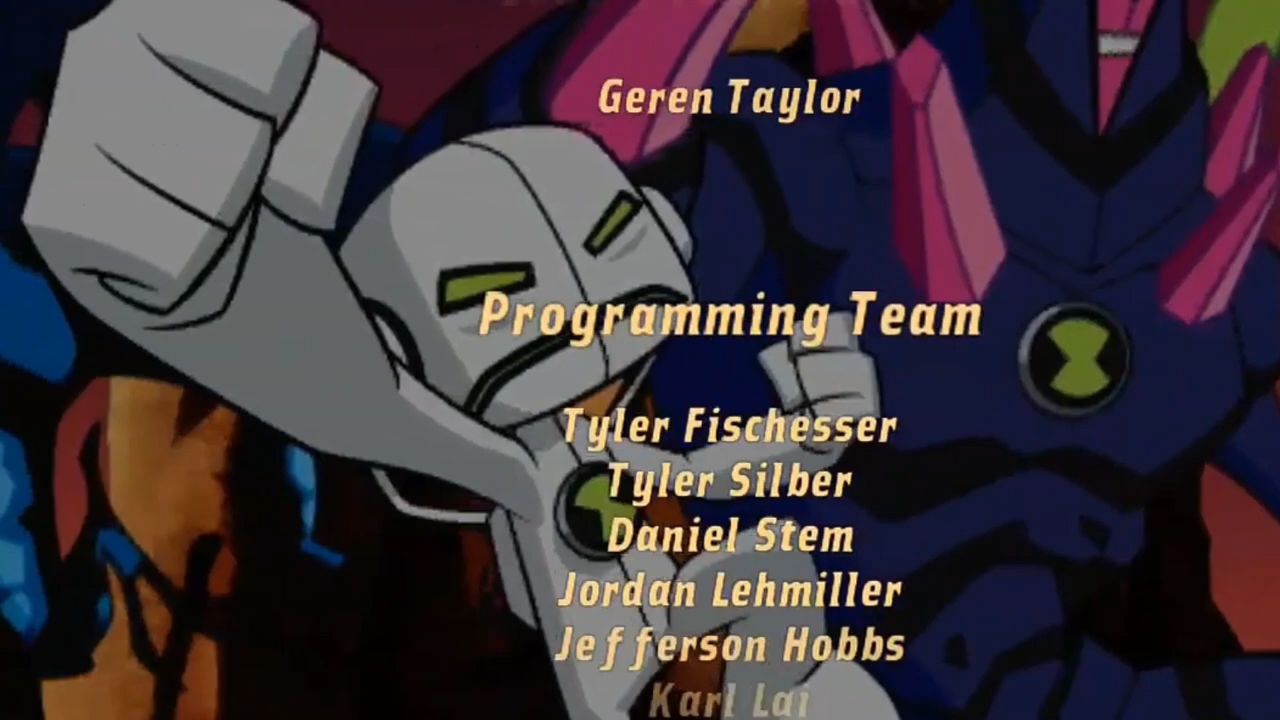 Geren Taylor
Programming Team
Tyler Fischesser
Tyler Silber
Daniel Stem
Jordan Lehmiller
Jefferson Hobbs
Karl Lai